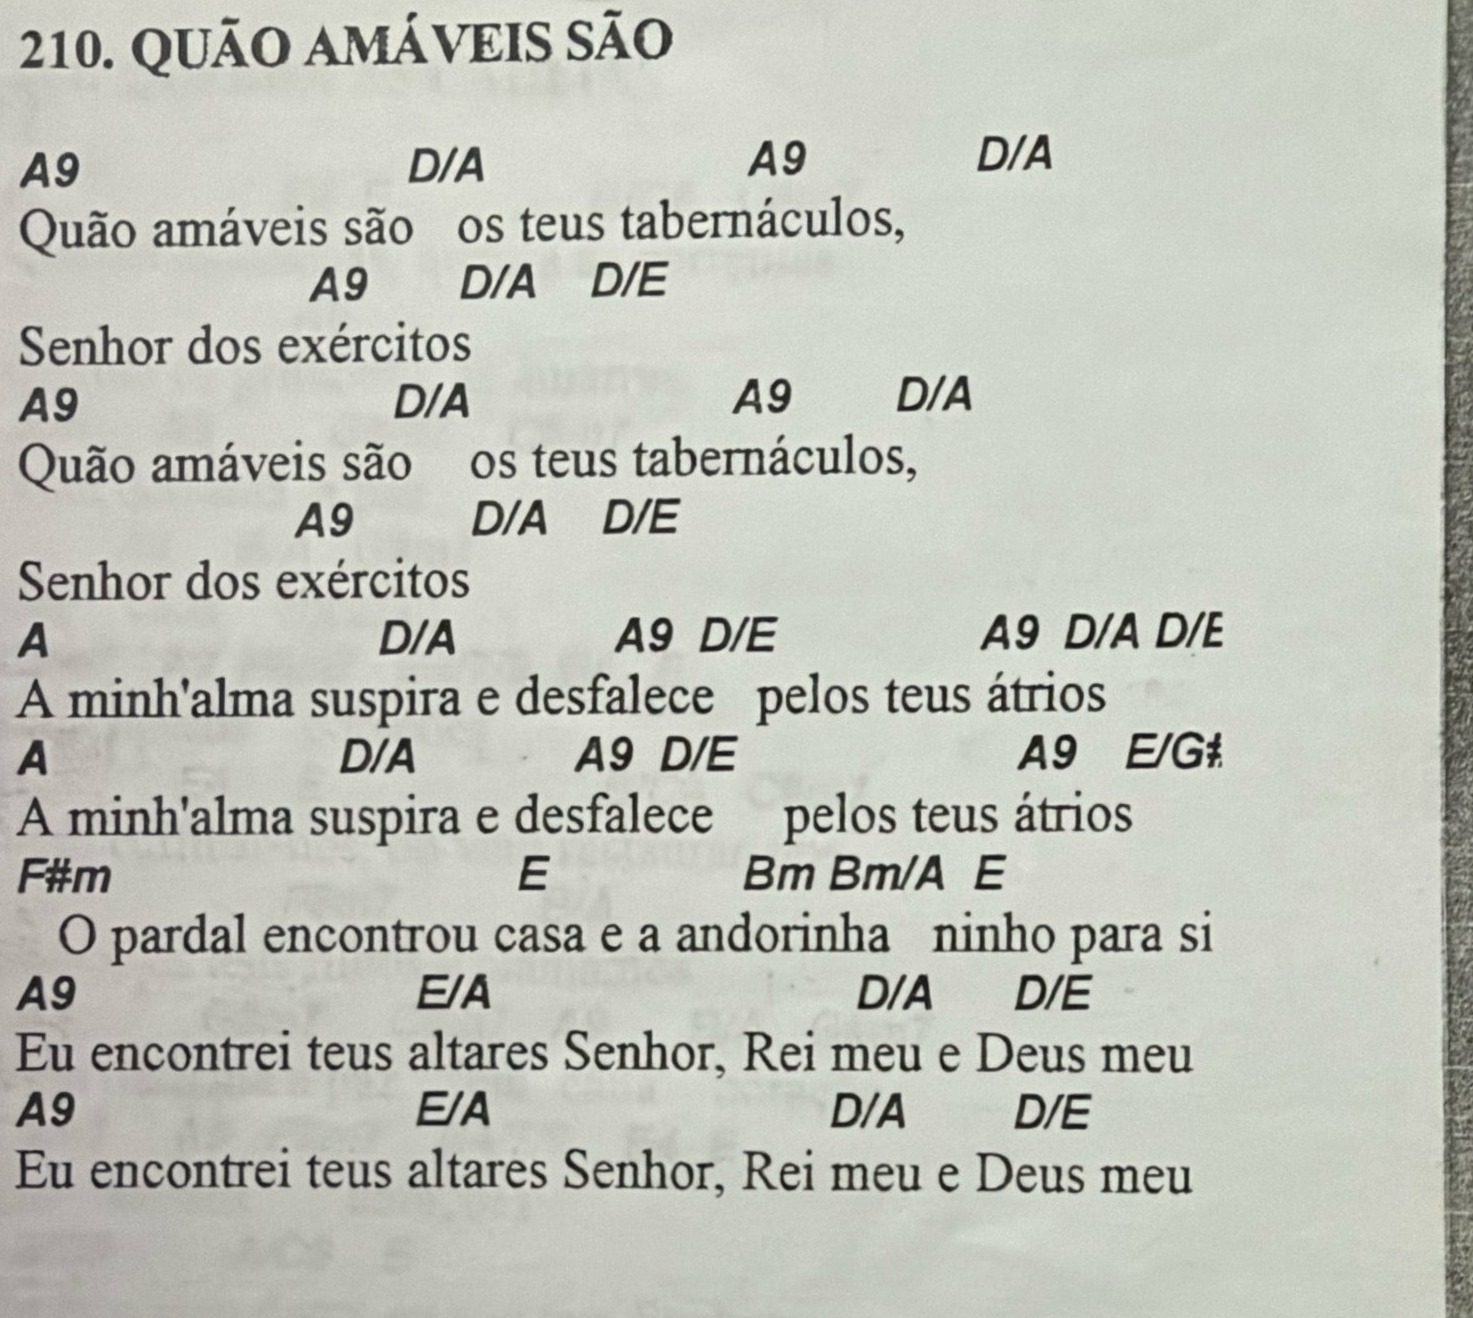 210. QUÃO AMÁVEIS SÃO
A9 D/A A9 D/A
Quão amáveis são os teus tabernáculos,
A9 D/A D/E
Senhor dos exércitos
A9 D/A A9 D/A
Quão amáveis são os teus tabernáculos,
A9 D/A D/E
Senhor dos exércitos
A D/A A9 D/E A9 D/A D/E
A minh'alma suspira e desfalece pelos teus átrios
A D/A A9 D/E A9 E/G#
A minh'alma suspira e desfalece pelos teus átrios
F#m E Bm Bm/A E
O pardal encontrou casa e a andorinha ninho para si
A9 E/A D/A D/E
Eu encontrei teus altares Senhor, Rei meu e Deus meu
A9 E/A D/A D/E
Eu encontrei teus altares Senhor, Rei meu e Deus meu